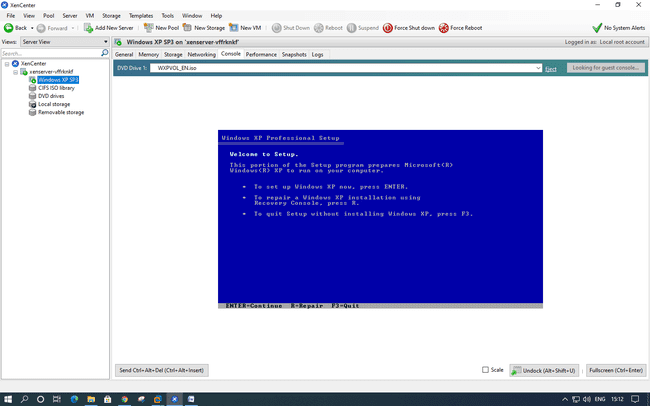 XenCenter
File View Pool Server VM Storage Templates Tools Window Help
Back Forward Add New Server New Pool New Storage New VM Shut Down Reboot Suspend Force Shut down Force Reboot No System Alerts
Views: Server View Windows XP SP3 on 'xenserver-vffrknkf' Logged in as: Local root account
Search... General Memory Storage Networking Console Performance Snapshots Logs
XenCenter DVD Drive 1: WXPVOL_EN.iso Eject Looking for guest console...
xenserver-vffrknkf
Windows XP SP3
CIFS ISO library
DVD drives
Local storage
Removable storage
Windows XP Professional Setup
Welcome to Setup.
This portion of the Setup program prepares Microsoft(R)
Windows(R) XP to run on your computer.
• To set up Windows XP now, press ENTER.
• To repair a Windows XP installation using
Recovery Console, press R.
• To quit Setup without installing Windows XP, press F3.
ENTER=Continue R=Repair F3=Quit
Send Ctrl+Alt+Del (Ctrl+Alt+Insert) Scale Undock (Alt+Shift+U) Fullscreen (Ctrl+Enter)
ENG 15:12